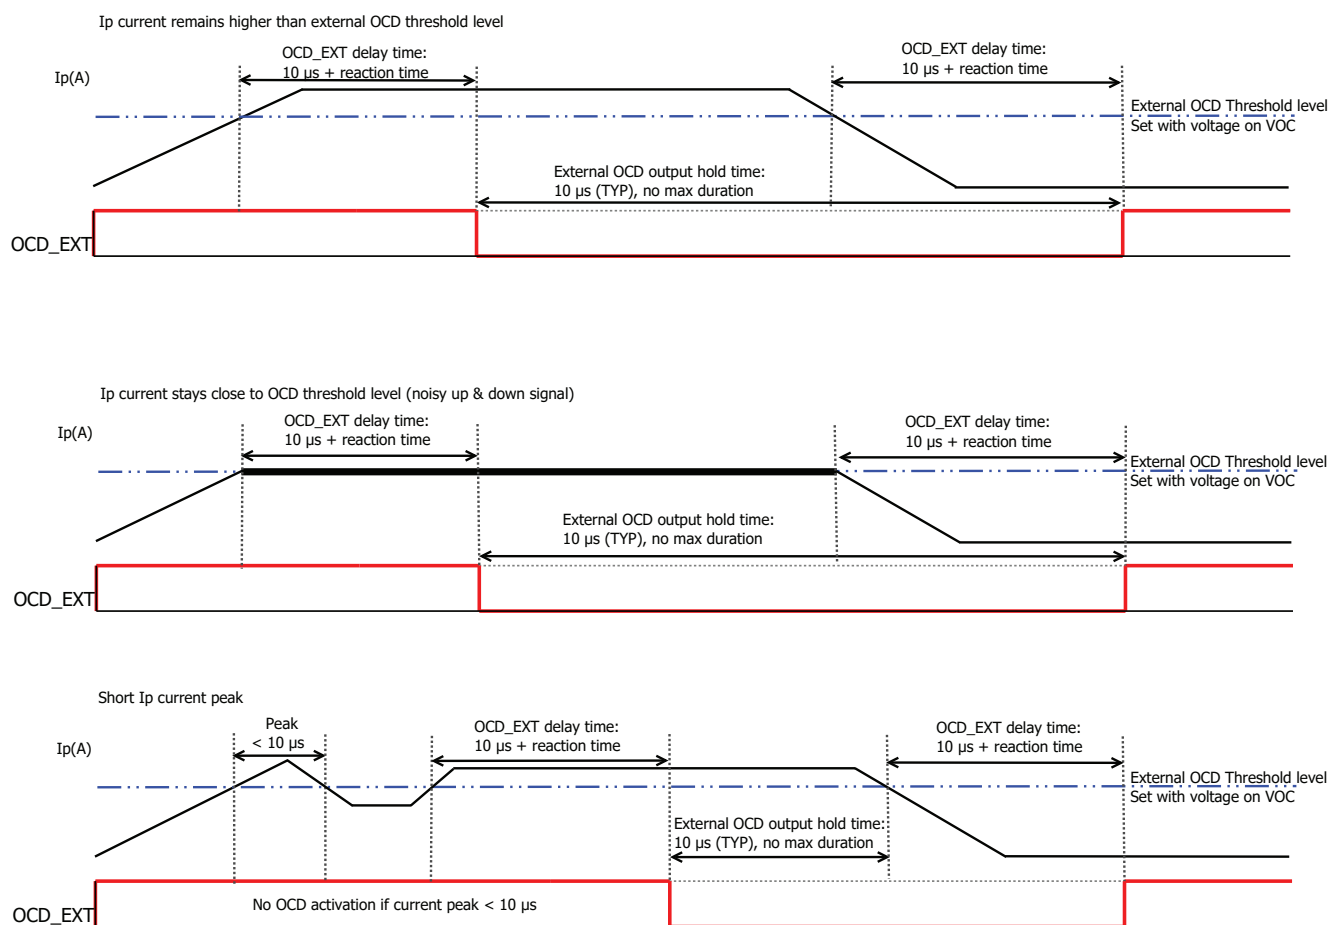 Ip current remains higher than external OCD threshold level
OCD_EXT delay time:
10 µs + reaction time
OCD_EXT delay time:
10 µs + reaction time
Ip(A)
External OCD Threshold level
Set with voltage on VOC
External OCD output hold time:
10 µs (TYP), no max duration
OCD_EXT
Ip current stays close to OCD threshold level (noisy up & down signal)
OCD_EXT delay time:
10 µs + reaction time
OCD_EXT delay time:
10 µs + reaction time
Ip(A)
External OCD Threshold level
Set with voltage on VOC
External OCD output hold time:
10 µs (TYP), no max duration
OCD_EXT
Short Ip current peak
Peak
< 10 µs
OCD_EXT delay time:
10 µs + reaction time
OCD_EXT delay time:
10 µs + reaction time
Ip(A)
External OCD Threshold level
Set with voltage on VOC
External OCD output hold time:
10 µs (TYP), no max duration
No OCD activation if current peak < 10 µs
OCD_EXT